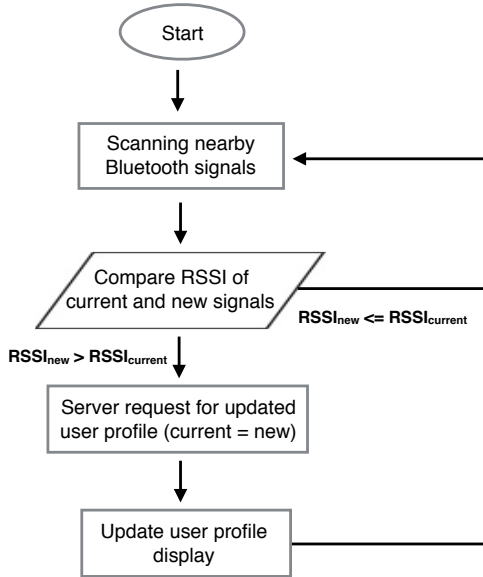 Start
Scanning nearby
Bluetooth signals
Compare RSSI of
current and new signals
RSSInew <= RSSIcurrent
RSSInew > RSSIcurrent
Server request for updated
user profile (current = new)
Update user profile
display